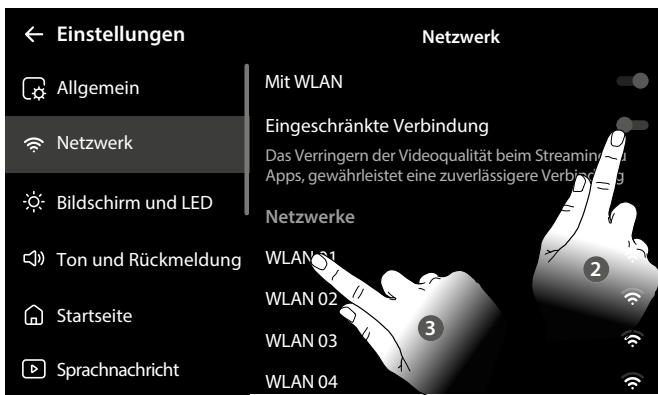 Einstellungen
Allgemein
Netzwerk
Bildschirm und LED
Ton und Rückmeldung
Startseite
Sprachnachricht
Netzwerk
Mit WLAN
Eingeschränkte Verbindung
Das Verringern der Videoqualität beim Streaming
Apps, gewährleistet eine zuverlässigere
Netzwerke
WLAN
WLAN 02
WLAN 03
WLAN 04
2
3